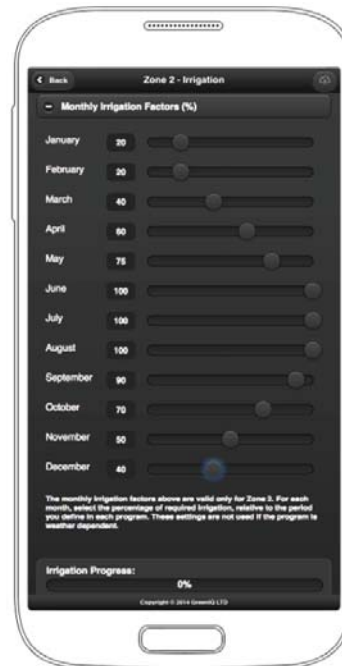 Back Zone 2 - Irrigation
Monthly Irrigation Factors (%)
January 20
February 20
March 40
April 60
May 75
June 100
July 100
August 100
September 90
October 70
November 50
December 40
The monthly irrigation factors above are valid only for Zone 2. For each
month, select the percentage of required irrigation, relative to the period
you define in each program. These settings are not used if the program is
weather dependent.
Irrigation Progress:
0%
Copyright © 2014 GreenIQ LTD